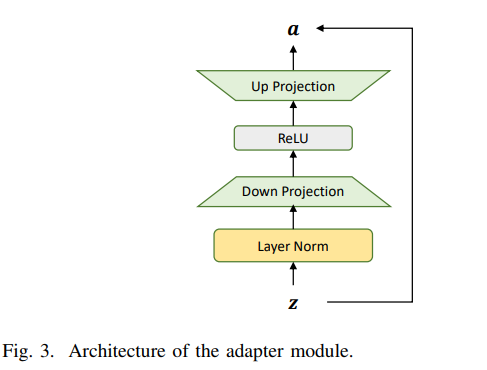 a
Up Projection
ReLU
Down Projection
Layer Norm
z
Fig. 3. Architecture of the adapter module.